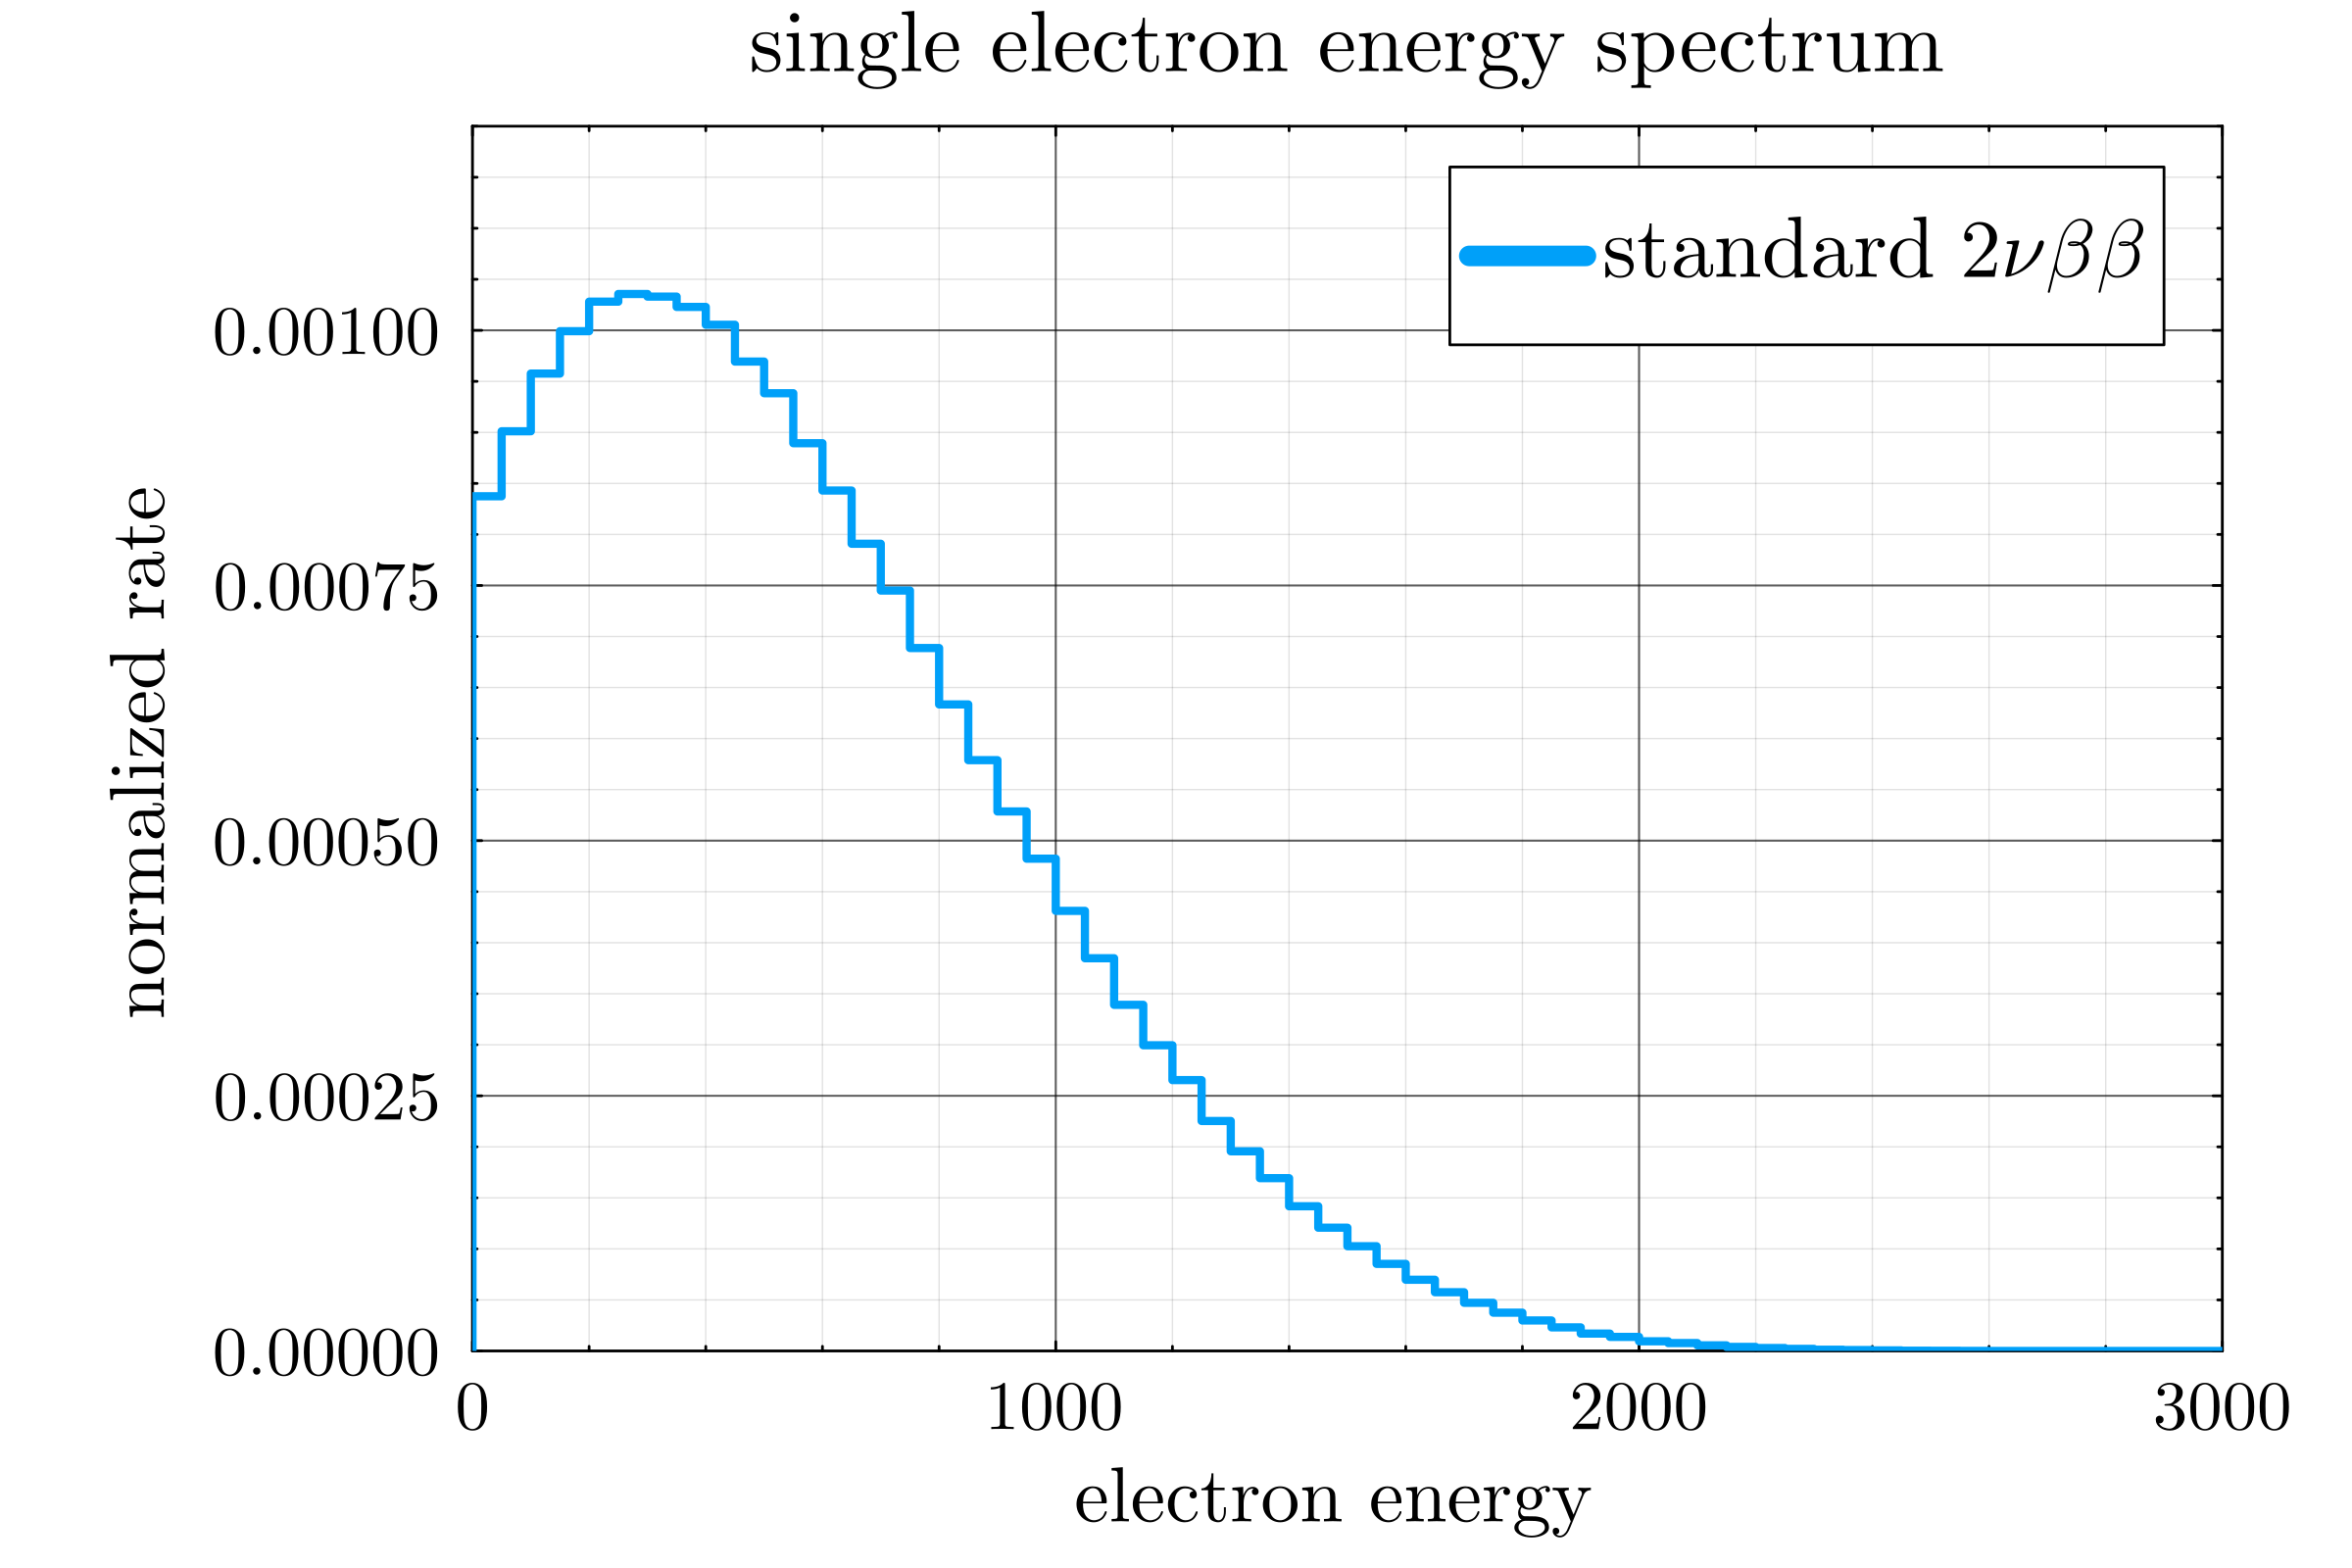 single electron energy spectrum
standard 2νββ
0.00100
0.00075
0.00050
0.00025
0.00000
normalized rate
0 1000 2000 3000
electron energy